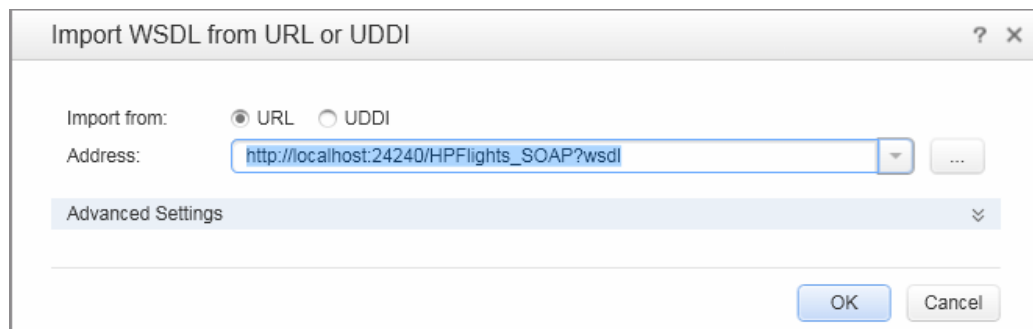 Import WSDL from URL or UDDI ? ×
Import from: URL UDDI
Address: http://localhost:24240/HPFlights_SOAP?wsdl ...
Advanced Settings
OK Cancel